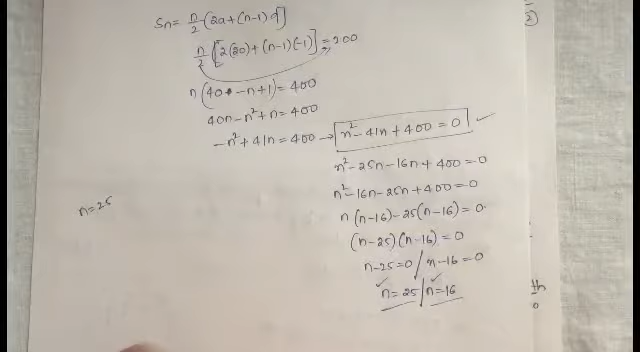 Sn = n/2 (2a+(n-1)d]
n/2 [2(20)+(n-1)(-1)] = 200
n(40 -n+1) = 400
40n-n²+n = 400
-n²+41n = 400 → n²-41n+400=0 ✓
n²-25n-16n+400=0
n²-16n-25n+400=0
n(n-16)-25(n-16)=0
(n-25)(n-16)=0
n-25=0/n-16=0
n=25/n=16
n=25
2)
th